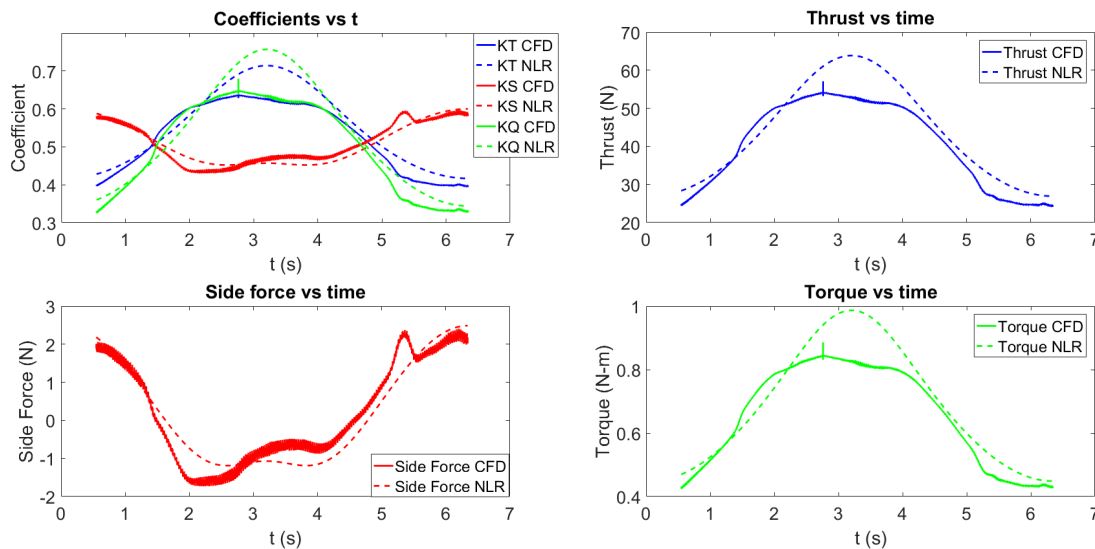 Coefficients vs t
Coefficient
0.7
0.6
0.5
0.4
0.3
0 1 2 3 4 5 6 7
t (s)
KT CFD
KT NLR
KS CFD
KS NLR
KQ CFD
KQ NLR
Thrust vs time
Thrust (N)
70
60
50
40
30
20
0 1 2 3 4 5 6 7
t (s)
Thrust CFD
Thrust NLR
Side force vs time
Side Force (N)
3
2
1
0
-1
-2
0 1 2 3 4 5 6 7
t (s)
Side Force CFD
Side Force NLR
Torque vs time
Torque (N-m)
1
0.8
0.6
0.4
0 1 2 3 4 5 6 7
t (s)
Torque CFD
Torque NLR